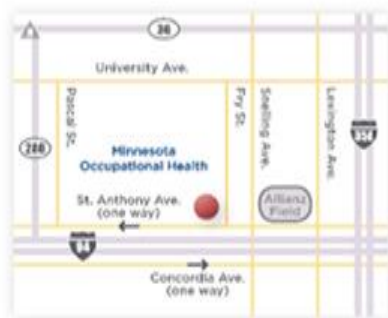 36
University Ave.
Pascal St.
Fry St.
Snelling Ave.
Lexington Ave.
280
35E
Minnesota
Occupational Health
St. Anthony Ave.
(one way)
Allianz
Field
94
Concordia Ave.
(one way)